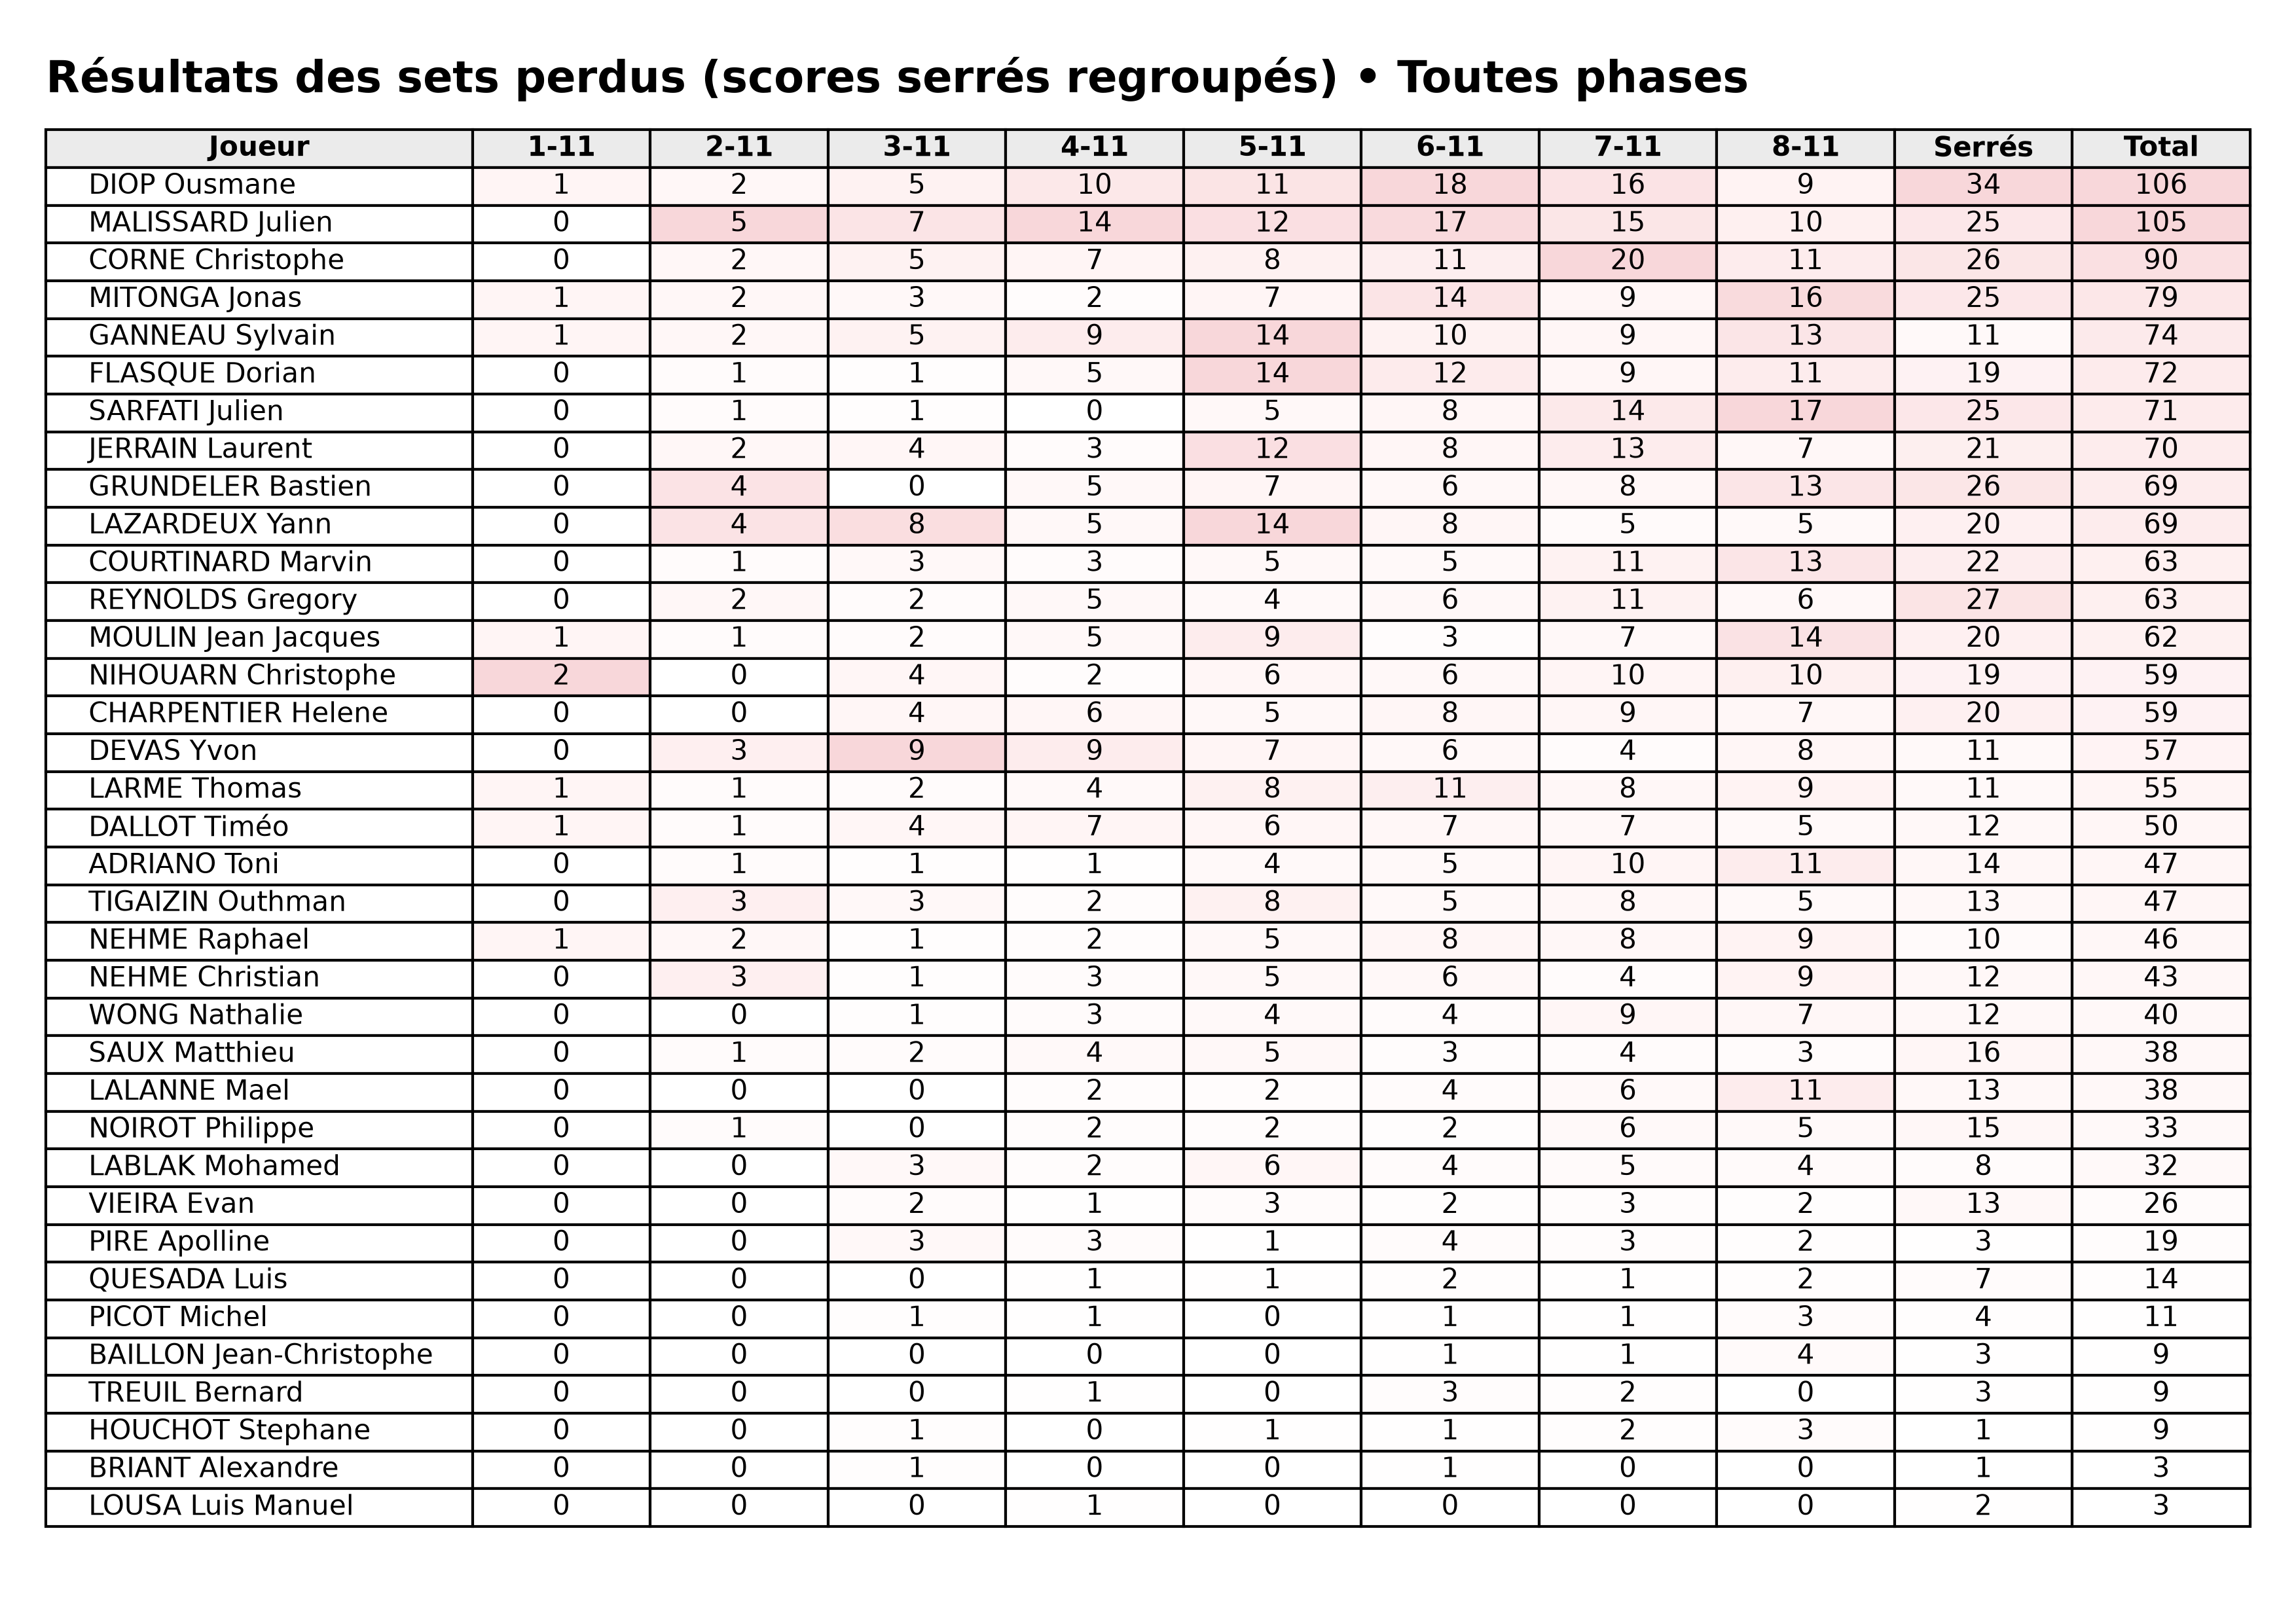 Résultats des sets perdus (scores serrés regroupés) • Toutes phases
Joueur 1-11 2-11 3-11 4-11 5-11 6-11 7-11 8-11 Serrés Total
DIOP Ousmane 1 2 5 10 11 18 16 9 34 106
MALISSARD Julien 0 5 7 14 12 17 15 10 25 105
CORNE Christophe 0 2 5 7 8 11 20 11 26 90
MITONGA Jonas 1 2 3 2 7 14 9 16 25 79
GANNEAU Sylvain 1 2 5 9 14 10 9 13 11 74
FLASQUE Dorian 0 1 1 5 14 12 9 11 19 72
SARFATI Julien 0 1 1 0 5 8 14 17 25 71
JERRAIN Laurent 0 2 4 3 12 8 13 7 21 70
GRUNDELER Bastien 0 4 0 5 7 6 8 13 26 69
LAZARDEUX Yann 0 4 8 5 14 8 5 5 20 69
COURTINARD Marvin 0 1 3 3 5 5 11 13 22 63
REYNOLDS Gregory 0 2 2 5 4 6 11 6 27 63
MOULIN Jean Jacques 1 1 2 5 9 3 7 14 20 62
NIHOUARN Christophe 2 0 4 2 6 6 10 10 19 59
CHARPENTIER Helene 0 0 4 6 5 8 9 7 20 59
DEVAS Yvon 0 3 9 9 7 6 4 8 11 57
LARME Thomas 1 1 2 4 8 11 8 9 11 55
DALLOT Timéo 1 1 4 7 6 7 7 5 12 50
ADRIANO Toni 0 1 1 1 4 5 10 11 14 47
TIGAIZIN Outhman 0 3 3 2 8 5 8 5 13 47
NEHME Raphael 1 2 1 2 5 8 8 9 10 46
NEHME Christian 0 3 1 3 5 6 4 9 12 43
WONG Nathalie 0 0 1 3 4 4 9 7 12 40
SAUX Matthieu 0 1 2 4 5 3 4 3 16 38
LALANNE Mael 0 0 0 2 2 4 6 11 13 38
NOIROT Philippe 0 1 0 2 2 2 6 5 15 33
LABLAK Mohamed 0 0 3 2 6 4 5 4 8 32
VIEIRA Evan 0 0 2 1 3 2 3 2 13 26
PIRE Apolline 0 0 3 3 1 4 3 2 3 19
QUESADA Luis 0 0 0 1 1 2 1 2 7 14
PICOT Michel 0 0 1 1 0 1 1 3 4 11
BAILLON Jean-Christophe 0 0 0 0 0 1 1 4 3 9
TREUIL Bernard 0 0 0 1 0 3 2 0 3 9
HOUCHOT Stephane 0 0 1 0 1 1 2 3 1 9
BRIANT Alexandre 0 0 1 0 0 1 0 0 1 3
LOUSA Luis Manuel 0 0 0 1 0 0 0 0 2 3